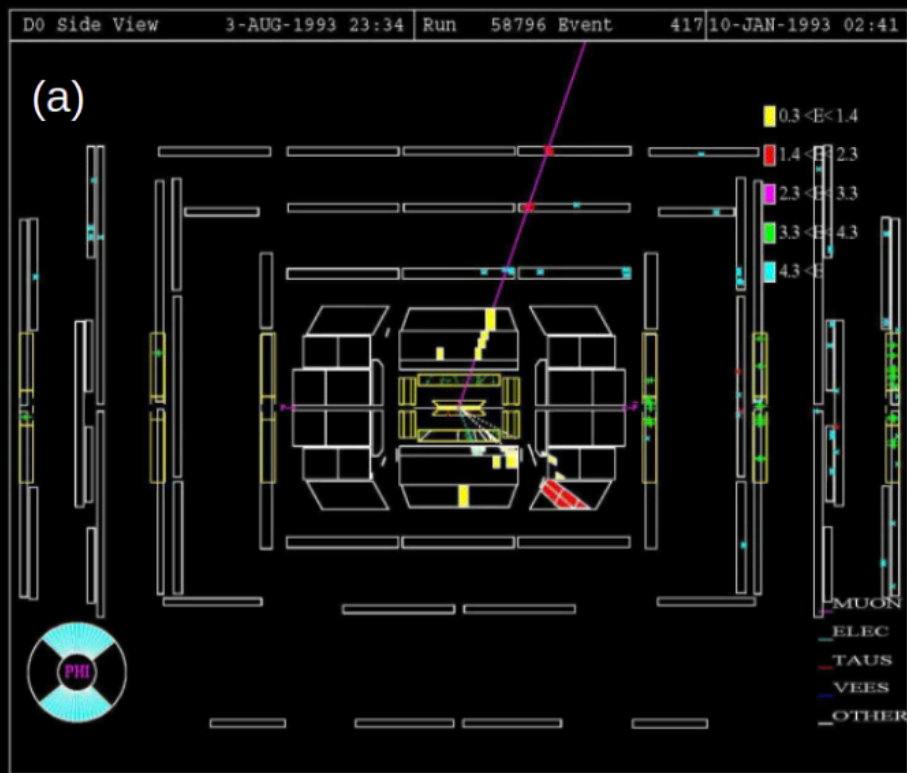 D0 Side View 3-AUG-1993 23:34 Run 58796 Event 417 10-JAN-1993 02:41
(a)
0.3 <E< 1.4
1.4 <E< 2.3
2.3 <E< 3.3
3.3 <E< 4.3
4.3 <E
MUON
ELEC
TAUS
VEES
OTHER
PHI